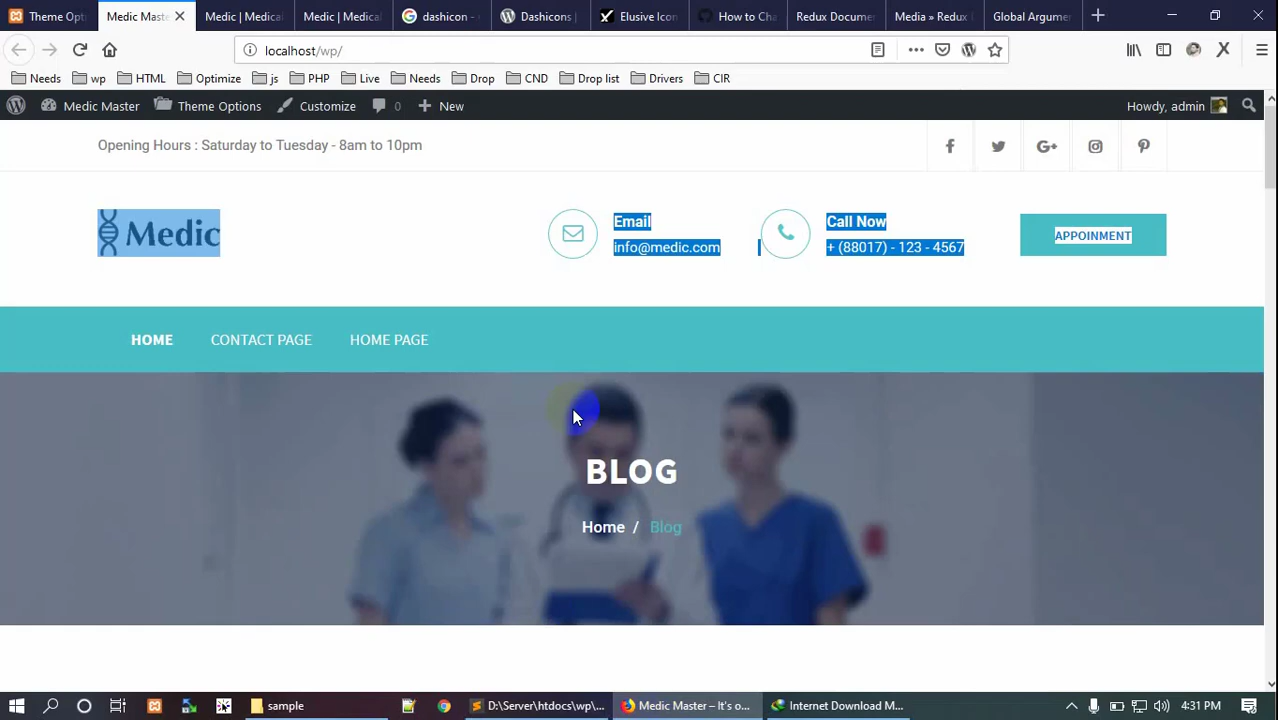 Theme Opti
Medic Maste
Medic | Medical
Medic | Medical
dashicon -
Dashicons |
Elusive Icon
How to Cha
Redux Docume
Media » Redux
Global Argum
localhost/wp/
Needs wp HTML Optimize js PHP Live Needs Drop CND Drop list Drivers CIR
Medic Master Theme Options Customize 0 New Howdy, admin
Opening Hours : Saturday to Tuesday - 8am to 10pm
Medic
Email
info@medic.com
Call Now
+ (88017) - 123 - 4567
APPOINMENT
HOME CONTACT PAGE HOME PAGE
BLOG
Home / Blog
sample D:\Server\htdocs\wp\... Medic Master – It's o... Internet Download M... 4:31 PM